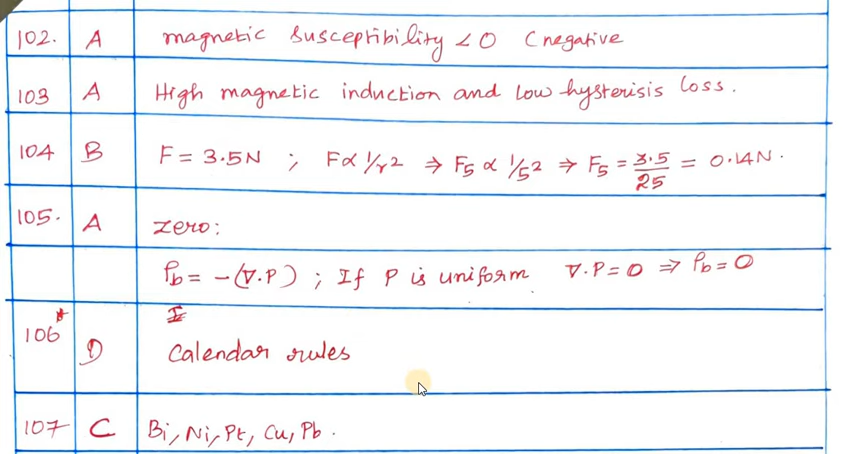 102. A magnetic susceptibility < 0 (negative
103 A High magnetic induction and low hysterisis loss.
104 B F = 3.5N ; F∝ 1/r2 ⇒ F5 ∝ 1/52 ⇒ F5 = 3.5/25 = 0.14N.
105. A zero:
ρb = -(∇.P) ; If P is uniform ∇.P = 0 ⇒ ρb = 0
106* D Calendar rules
107 C Bi, Ni, Pt, Cu, Pb.